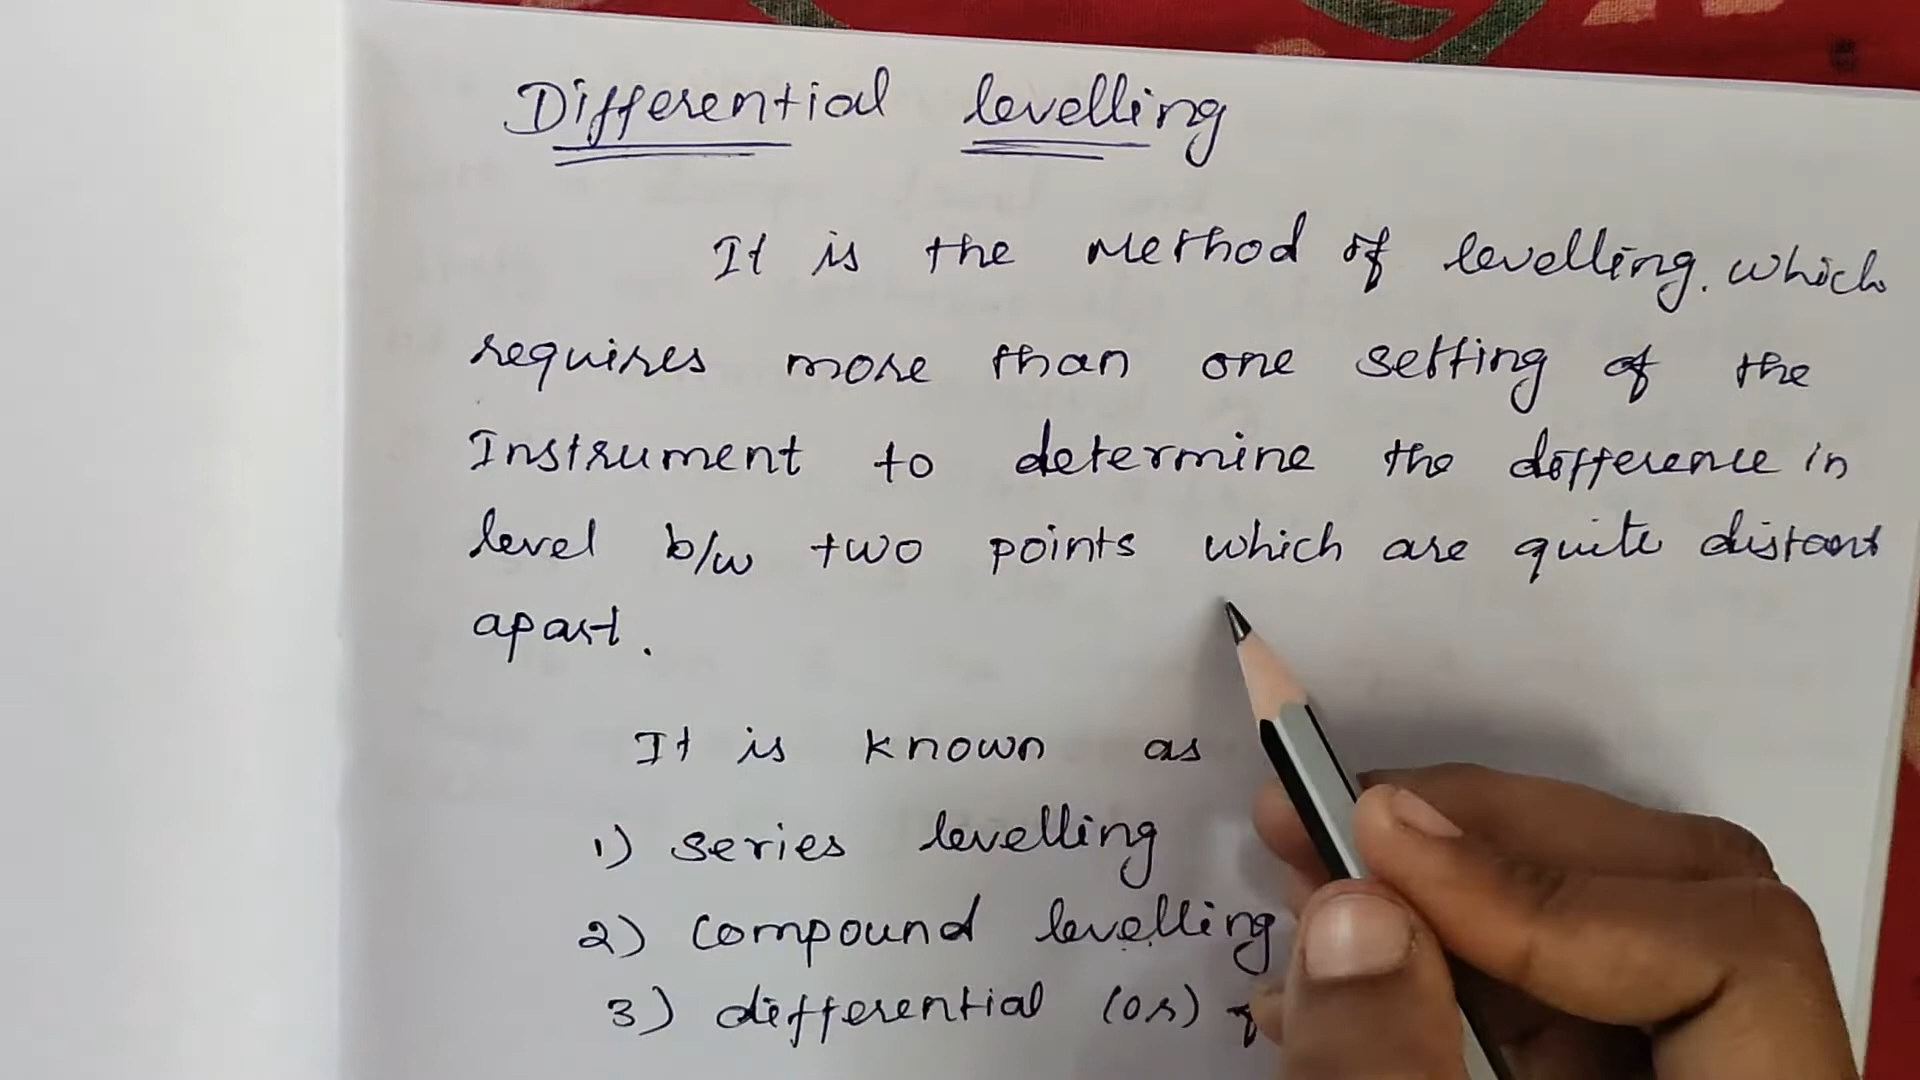 Differential levelling
It is the method of levelling. which
requires more than one setting of the
Instrument to determine the difference in
level b/w two points which are quite distant
apart.
It is known as
1) series levelling
2) compound levelling
3) differential (or)